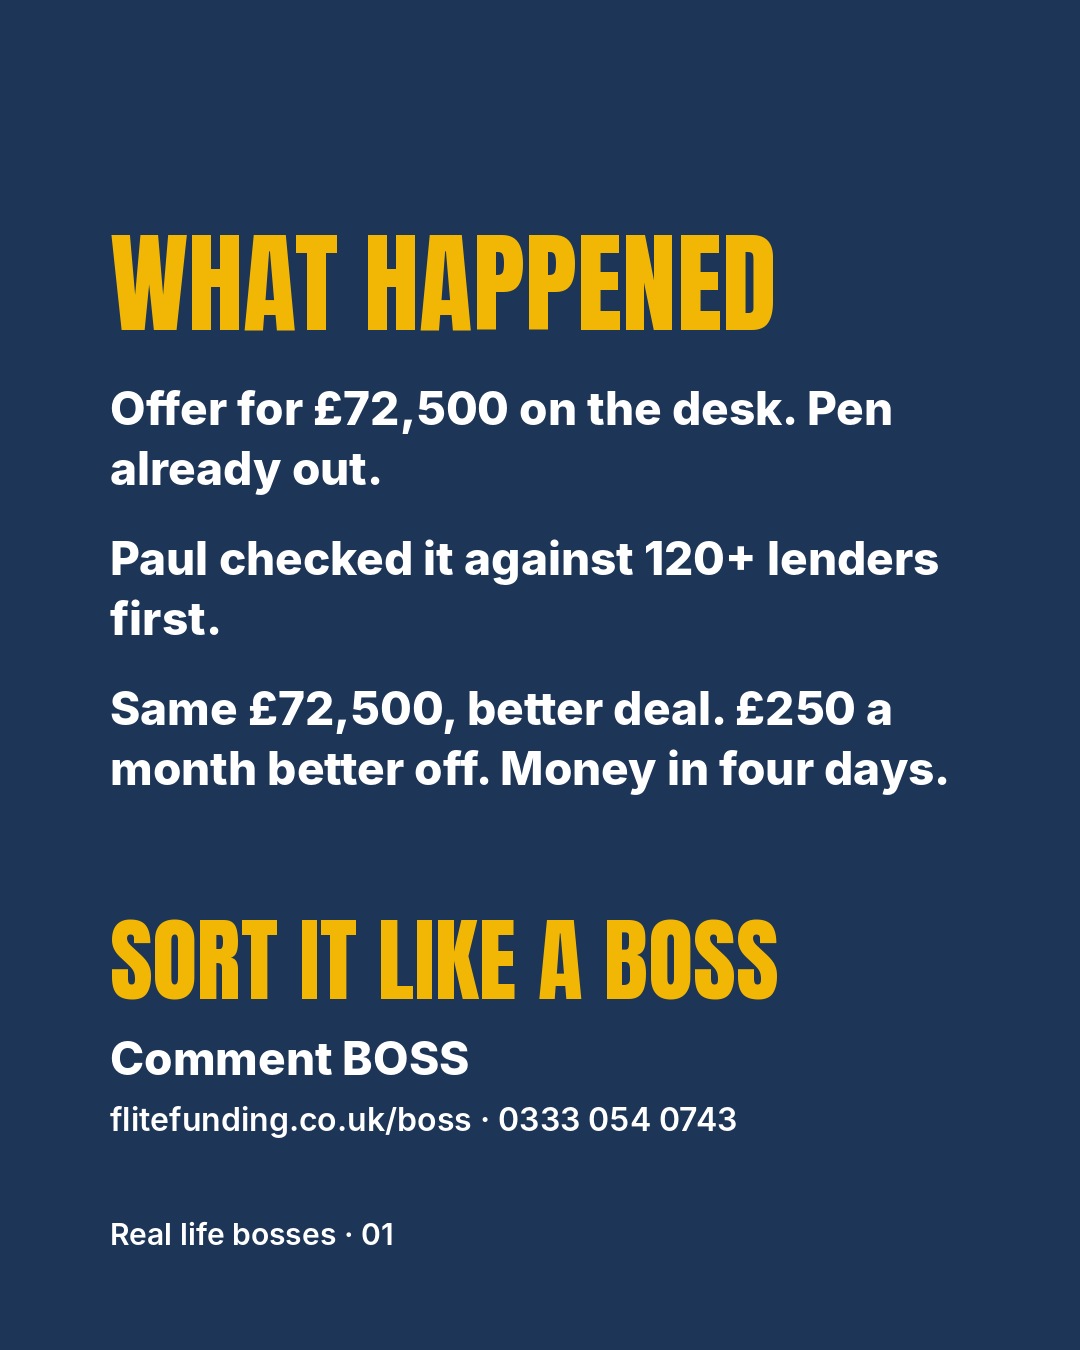 WHAT HAPPENED
Offer for £72,500 on the desk. Pen
already out.
Paul checked it against 120+ lenders
first.
Same £72,500, better deal. £250 a
month better off. Money in four days.
SORT IT LIKE A BOSS
Comment BOSS
flitefunding.co.uk/boss · 0333 054 0743
Real life bosses · 01